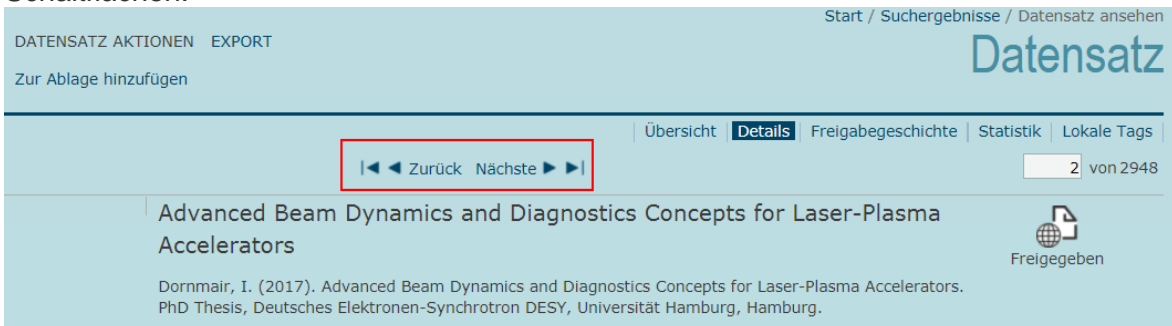 Schaltflächen.
Start / Suchergebnisse / Datensatz ansehen
DATENSATZ AKTIONEN EXPORT
Datensatz
Zur Ablage hinzufügen
Übersicht | Details | Freigabegeschichte | Statistik | Lokale Tags
Zurück Nächste
2 von 2948
Advanced Beam Dynamics and Diagnostics Concepts for Laser-Plasma
Accelerators
Freigegeben
Dornmair, I. (2017). Advanced Beam Dynamics and Diagnostics Concepts for Laser-Plasma Accelerators.
PhD Thesis, Deutsches Elektronen-Synchrotron DESY, Universität Hamburg, Hamburg.